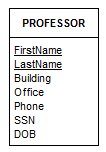 PROFESSOR
FirstName
LastName
Building
Office
Phone
SSN
DOB